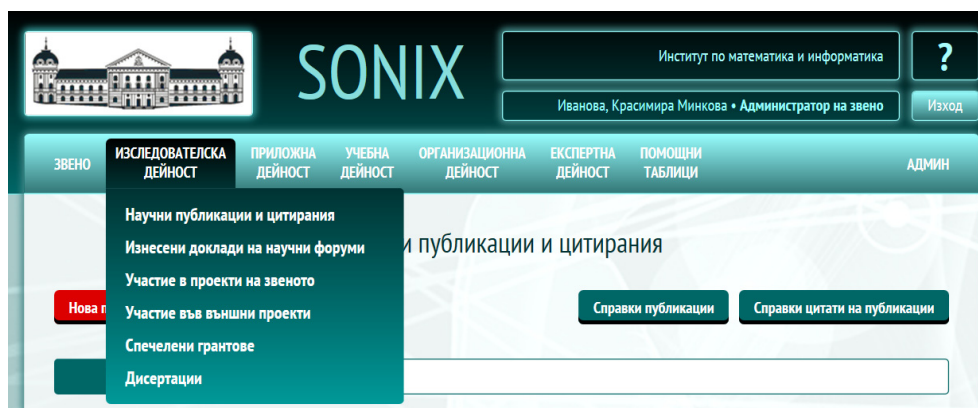 SONIX
Институт по математика и информатика
?
Иванова, Красимира Минкова • Администратор на звено
Изход
ЗВЕНО
ИЗСЛЕДОВАТЕЛСКА
ДЕЙНОСТ
ПРИЛОЖНА
ДЕЙНОСТ
УЧЕБНА
ДЕЙНОСТ
ОРГАНИЗАЦИОННА
ДЕЙНОСТ
ЕКСПЕРТНА
ДЕЙНОСТ
ПОМОЩНИ
ТАБЛИЦИ
АДМИН
Научни публикации и цитирания
Изнесени доклади на научни форуми
Участие в проекти на звеното
Участие във външни проекти
Спечелени грантове
Дисертации
и публикации и цитирания
Нова
Справки публикации
Справки цитати на публикации